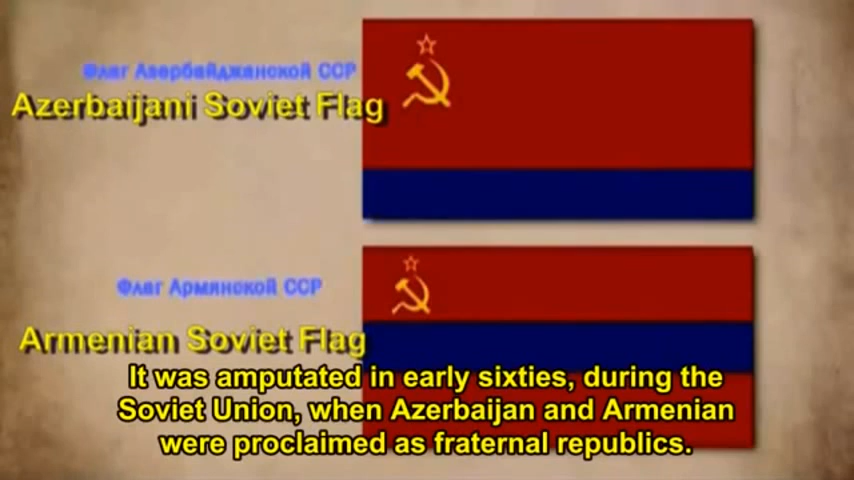 Флаг Азербайджанской ССР
Azerbaijani Soviet Flag
Флаг Армянской ССР
Armenian Soviet Flag
It was amputated in early sixties, during the
Soviet Union, when Azerbaijan and Armenian
were proclaimed as fraternal republics.